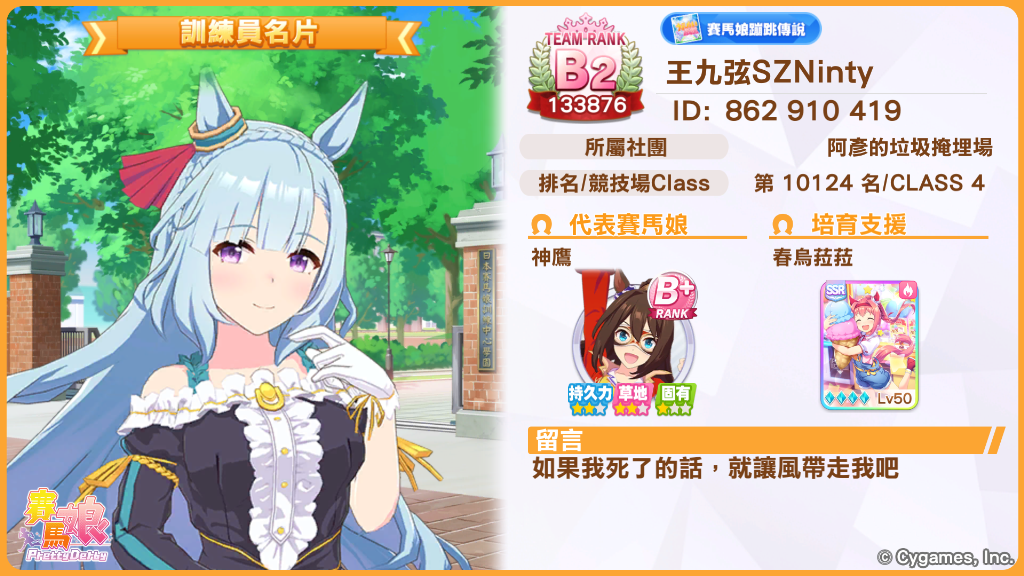 訓練員名片
TEAM RANK
B2
133876
賽馬娘蹦跳傳說
王九弦SZNinty
ID: 862 910 419
所屬社團
阿彥的垃圾掩埋場
排名/競技場Class
第 10124 名/CLASS 4
代表賽馬娘
培育支援
神鷹
春烏菈菈
B+
RANK
SSR
持久力
草地
固有
Lv50
留言
如果我死了的話，就讓風帶走我吧
賽馬娘
Pretty Derby
© Cygames, Inc.